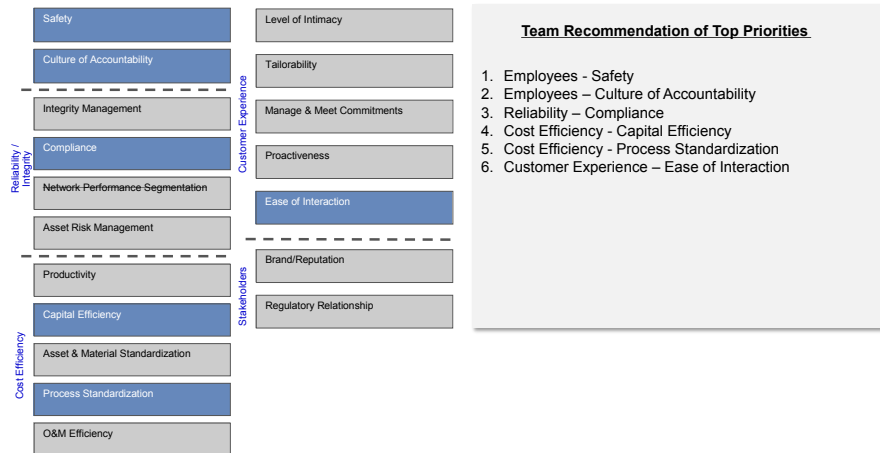 Safety
Culture of Accountability
Reliability /
Integrity
Integrity Management
Compliance
Network Performance Segmentation
Asset Risk Management
Cost Efficiency
Productivity
Capital Efficiency
Asset & Material Standardization
Process Standardization
O&M Efficiency
Customer Experience
Level of Intimacy
Tailorability
Manage & Meet Commitments
Proactiveness
Ease of Interaction
Stakeholders
Brand/Reputation
Regulatory Relationship
Team Recommendation of Top Priorities
1. Employees - Safety
2. Employees – Culture of Accountability
3. Reliability – Compliance
4. Cost Efficiency - Capital Efficiency
5. Cost Efficiency - Process Standardization
6. Customer Experience – Ease of Interaction